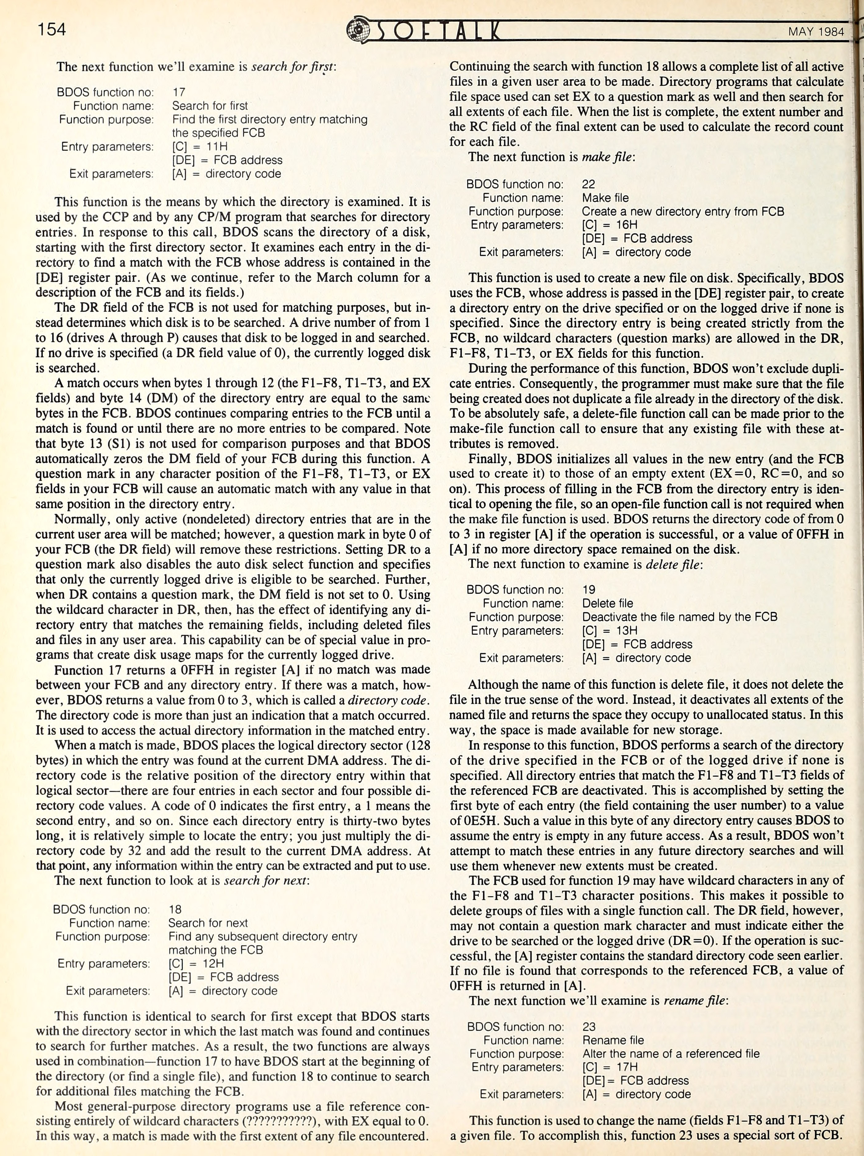 154
SOFTALK
MAY 1984
The next function we'll examine is search for first:
BDOS function no: 17
Function name: Search for first
Function purpose: Find the first directory entry matching
the specified FCB
Entry parameters: [C] = 11H
[DE] = FCB address
Exit parameters: [A] = directory code
This function is the means by which the directory is examined. It is
used by the CCP and by any CP/M program that searches for directory
entries. In response to this call, BDOS scans the directory of a disk,
starting with the first directory sector. It examines each entry in the di-
rectory to find a match with the FCB whose address is contained in the
[DE] register pair. (As we continue, refer to the March column for a
description of the FCB and its fields.)
The DR field of the FCB is not used for matching purposes, but in-
stead determines which disk is to be searched. A drive number of from 1
to 16 (drives A through P) causes that disk to be logged in and searched.
If no drive is specified (a DR field value of 0), the currently logged disk
is searched.
A match occurs when bytes 1 through 12 (the F1-F8, T1-T3, and EX
fields) and byte 14 (DM) of the directory entry are equal to the same
bytes in the FCB. BDOS continues comparing entries to the FCB until a
match is found or until there are no more entries to be compared. Note
that byte 13 (S1) is not used for comparison purposes and that BDOS
automatically zeros the DM field of your FCB during this function. A
question mark in any character position of the F1-F8, T1-T3, or EX
fields in your FCB will cause an automatic match with any value in that
same position in the directory entry.
Normally, only active (nondeleted) directory entries that are in the
current user area will be matched; however, a question mark in byte 0 of
your FCB (the DR field) will remove these restrictions. Setting DR to a
question mark also disables the auto disk select function and specifies
that only the currently logged drive is eligible to be searched. Further,
when DR contains a question mark, the DM field is not set to 0. Using
the wildcard character in DR, then, has the effect of identifying any di-
rectory entry that matches the remaining fields, including deleted files
and files in any user area. This capability can be of special value in pro-
grams that create disk usage maps for the currently logged drive.
Function 17 returns a 0FFH in register [A] if no match was made
between your FCB and any directory entry. If there was a match, how-
ever, BDOS returns a value from 0 to 3, which is called a directory code.
The directory code is more than just an indication that a match occurred.
It is used to access the actual directory information in the matched entry.
When a match is made, BDOS places the logical directory sector (128
bytes) in which the entry was found at the current DMA address. The di-
rectory code is the relative position of the directory entry within that
logical sector—there are four entries in each sector and four possible di-
rectory code values. A code of 0 indicates the first entry, a 1 means the
second entry, and so on. Since each directory entry is thirty-two bytes
long, it is relatively simple to locate the entry; you just multiply the di-
rectory code by 32 and add the result to the current DMA address. At
that point, any information within the entry can be extracted and put to use.
The next function to look at is search for next:
BDOS function no: 18
Function name: Search for next
Function purpose: Find any subsequent directory entry
matching the FCB
Entry parameters: [C] = 12H
[DE] = FCB address
Exit parameters: [A] = directory code
This function is identical to search for first except that BDOS starts
with the directory sector in which the last match was found and continues
to search for further matches. As a result, the two functions are always
used in combination—function 17 to have BDOS start at the beginning of
the directory (or find a single file), and function 18 to continue to search
for additional files matching the FCB.
Most general-purpose directory programs use a file reference con-
sisting entirely of wildcard characters (???????????), with EX equal to 0.
In this way, a match is made with the first extent of any file encountered.
Continuing the search with function 18 allows a complete list of all active
files in a given user area to be made. Directory programs that calculate
file space used can set EX to a question mark as well and then search for
all extents of each file. When the list is complete, the extent number and
the RC field of the final extent can be used to calculate the record count
for each file.
The next function is make file:
BDOS function no: 22
Function name: Make file
Function purpose: Create a new directory entry from FCB
Entry parameters: [C] = 16H
[DE] = FCB address
Exit parameters: [A] = directory code
This function is used to create a new file on disk. Specifically, BDOS
uses the FCB, whose address is passed in the [DE] register pair, to create
a directory entry on the drive specified or on the logged drive if none is
specified. Since the directory entry is being created strictly from the
FCB, no wildcard characters (question marks) are allowed in the DR,
F1-F8, T1-T3, or EX fields for this function.
During the performance of this function, BDOS won't exclude dupli-
cate entries. Consequently, the programmer must make sure that the file
being created does not duplicate a file already in the directory of the disk.
To be absolutely safe, a delete-file function call can be made prior to the
make-file function call to ensure that any existing file with these at-
tributes is removed.
Finally, BDOS initializes all values in the new entry (and the FCB
used to create it) to those of an empty extent (EX=0, RC=0, and so
on). This process of filling in the FCB from the directory entry is iden-
tical to opening the file, so an open-file function call is not required when
the make file function is used. BDOS returns the directory code of from 0
to 3 in register [A] if the operation is successful, or a value of 0FFH in
[A] if no more directory space remained on the disk.
The next function to examine is delete file:
BDOS function no: 19
Function name: Delete file
Function purpose: Deactivate the file named by the FCB
Entry parameters: [C] = 13H
[DE] = FCB address
Exit parameters: [A] = directory code
Although the name of this function is delete file, it does not delete the
file in the true sense of the word. Instead, it deactivates all extents of the
named file and returns the space they occupy to unallocated status. In this
way, the space is made available for new storage.
In response to this function, BDOS performs a search of the directory
of the drive specified in the FCB or of the logged drive if none is
specified. All directory entries that match the F1-F8 and T1-T3 fields of
the referenced FCB are deactivated. This is accomplished by setting the
first byte of each entry (the field containing the user number) to a value
of 0E5H. Such a value in this byte of any directory entry causes BDOS to
assume the entry is empty in any future access. As a result, BDOS won't
attempt to match these entries in any future directory searches and will
use them whenever new extents must be created.
The FCB used for function 19 may have wildcard characters in any of
the F1-F8 and T1-T3 character positions. This makes it possible to
delete groups of files with a single function call. The DR field, however,
may not contain a question mark character and must indicate either the
drive to be searched or the logged drive (DR=0). If the operation is suc-
cessful, the [A] register contains the standard directory code seen earlier.
If no file is found that corresponds to the referenced FCB, a value of
0FFH is returned in [A].
The next function we'll examine is rename file:
BDOS function no: 23
Function name: Rename file
Function purpose: Alter the name of a referenced file
Entry parameters: [C] = 17H
[DE]= FCB address
Exit parameters: [A] = directory code
This function is used to change the name (fields F1-F8 and T1-T3) of
a given file. To accomplish this, function 23 uses a special sort of FCB.